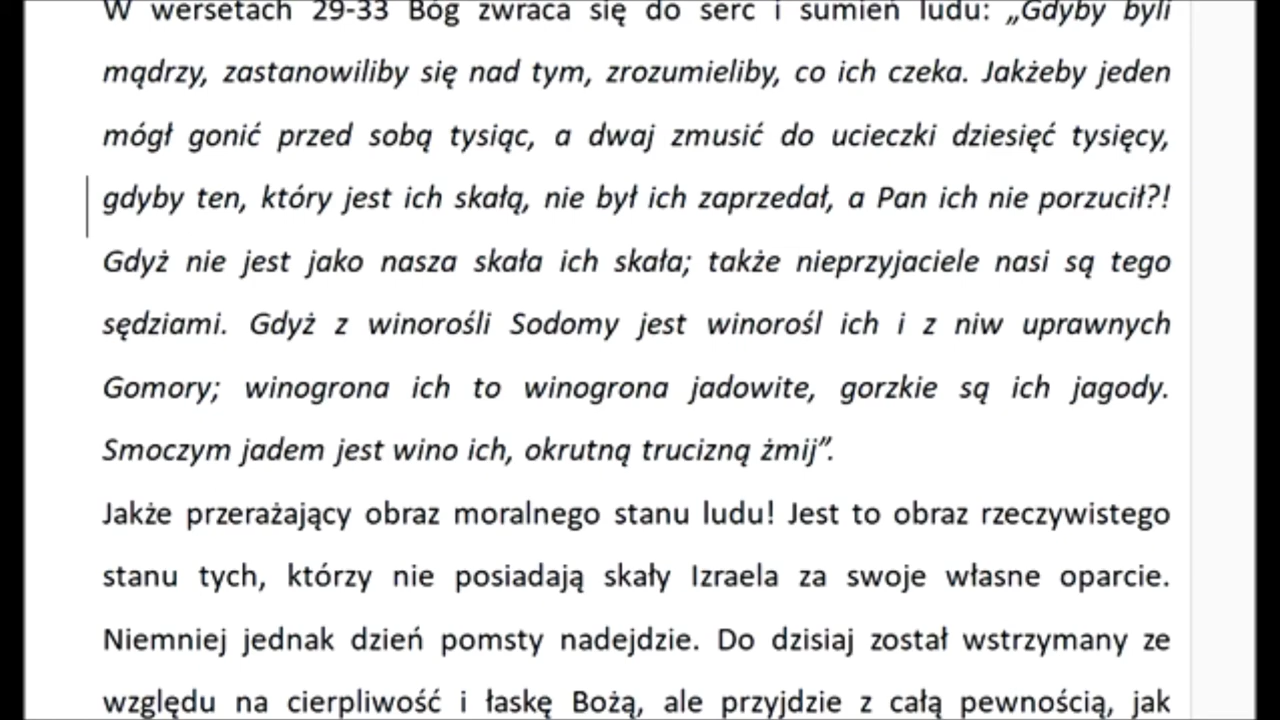 W wersetach 29-33 Bóg zwraca się do serc i sumień ludu: „Gdyby byli
mądrzy, zastanowiliby się nad tym, zrozumieliby, co ich czeka. Jakżeby jeden
mógł gonić przed sobą tysiąc, a dwaj zmusić do ucieczki dziesięć tysięcy,
gdyby ten, który jest ich skałą, nie był ich zaprzedał, a Pan ich nie porzucił?!
Gdyż nie jest jako nasza skała ich skała; także nieprzyjaciele nasi są tego
sędziami. Gdyż z winorośli Sodomy jest winorośl ich i z niw uprawnych
Gomory; winogrona ich to winogrona jadowite, gorzkie są ich jagody.
Smoczym jadem jest wino ich, okrutną trucizną żmij”.
Jakże przerażający obraz moralnego stanu ludu! Jest to obraz rzeczywistego
stanu tych, którzy nie posiadają skały Izraela za swoje własne oparcie.
Niemniej jednak dzień pomsty nadejdzie. Do dzisiaj został wstrzymany ze
względu na cierpliwość i łaskę Bożą, ale przyjdzie z całą pewnością, jak